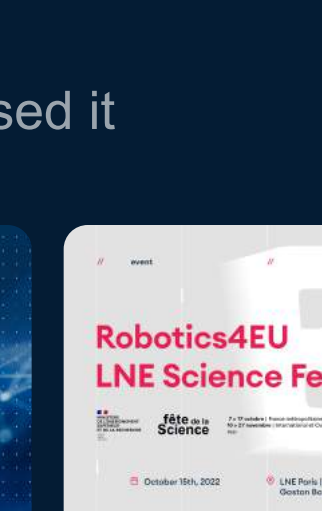 sed it
// event //
Robotics4EU
LNE Science Fe
fête de la
Science
October 15th, 2022
LNE Paris |
Gaston Bo